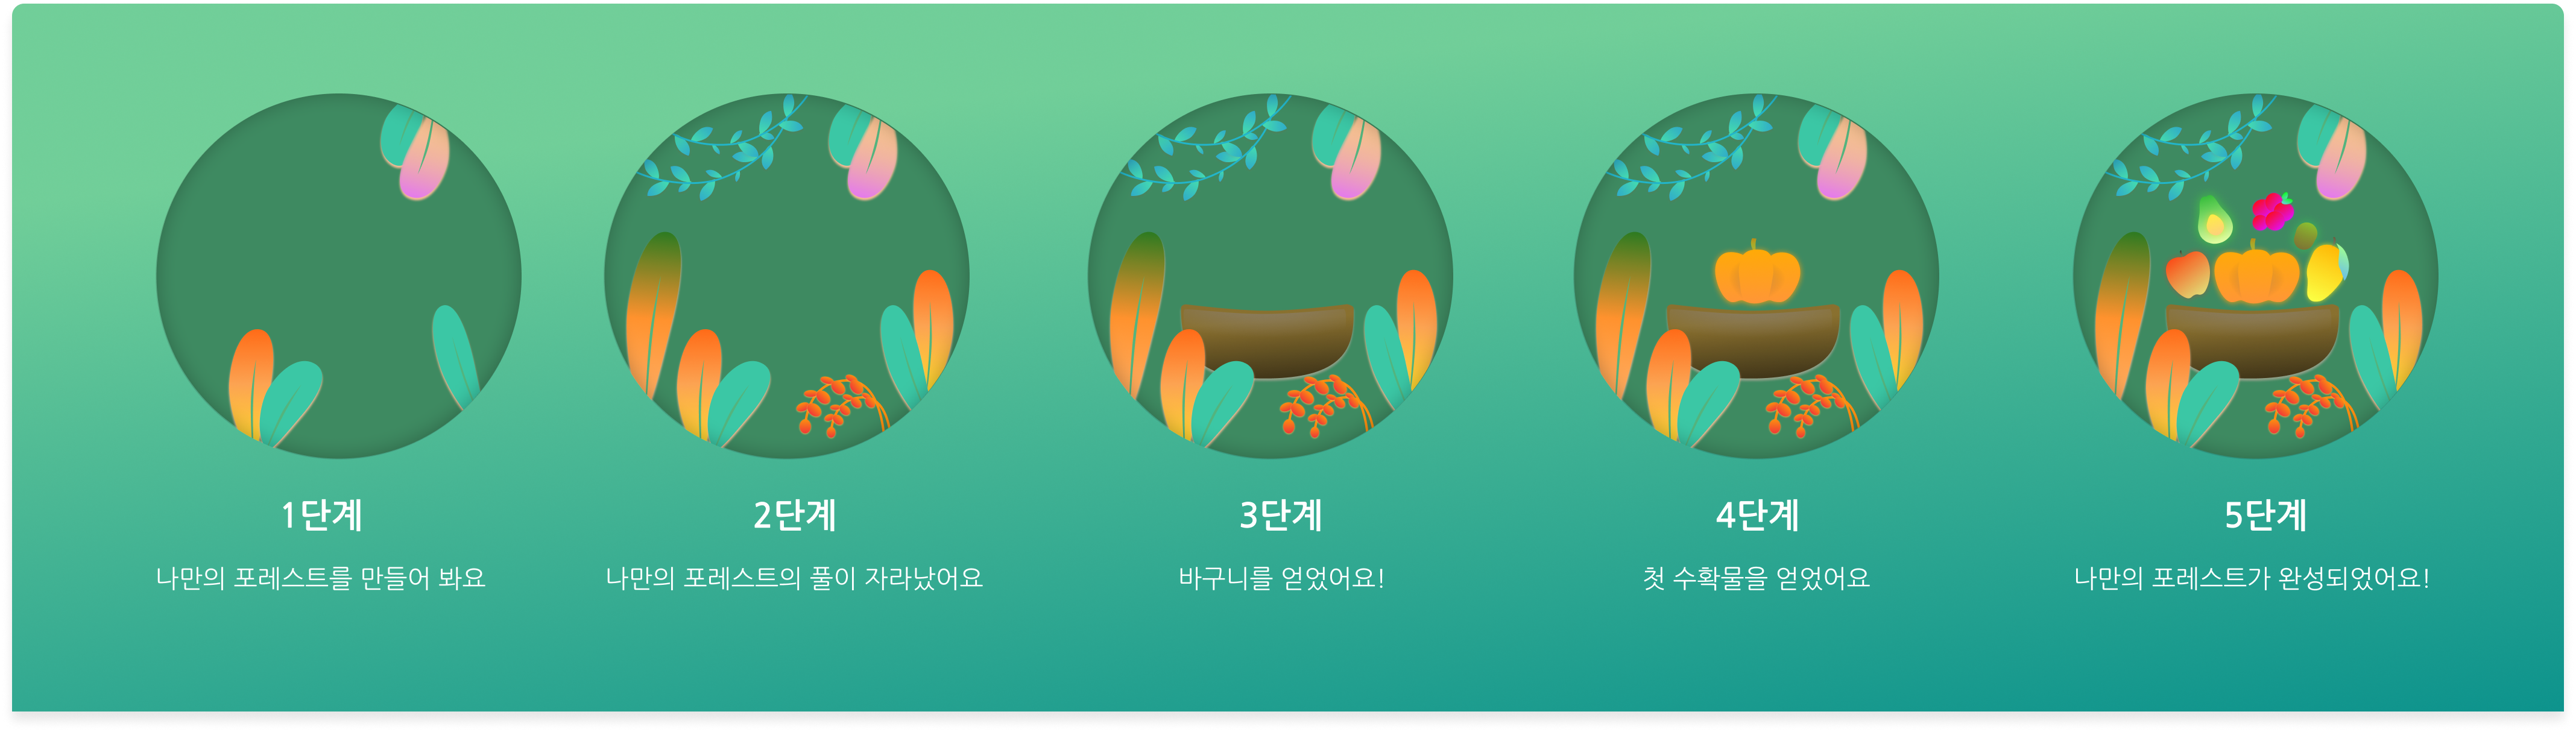 1단계
나만의 포레스트를 만들어 봐요
2단계
나만의 포레스트의 풀이 자라났어요
3단계
바구니를 얻었어요!
4단계
첫 수확물을 얻었어요
5단계
나만의 포레스트가 완성되었어요!